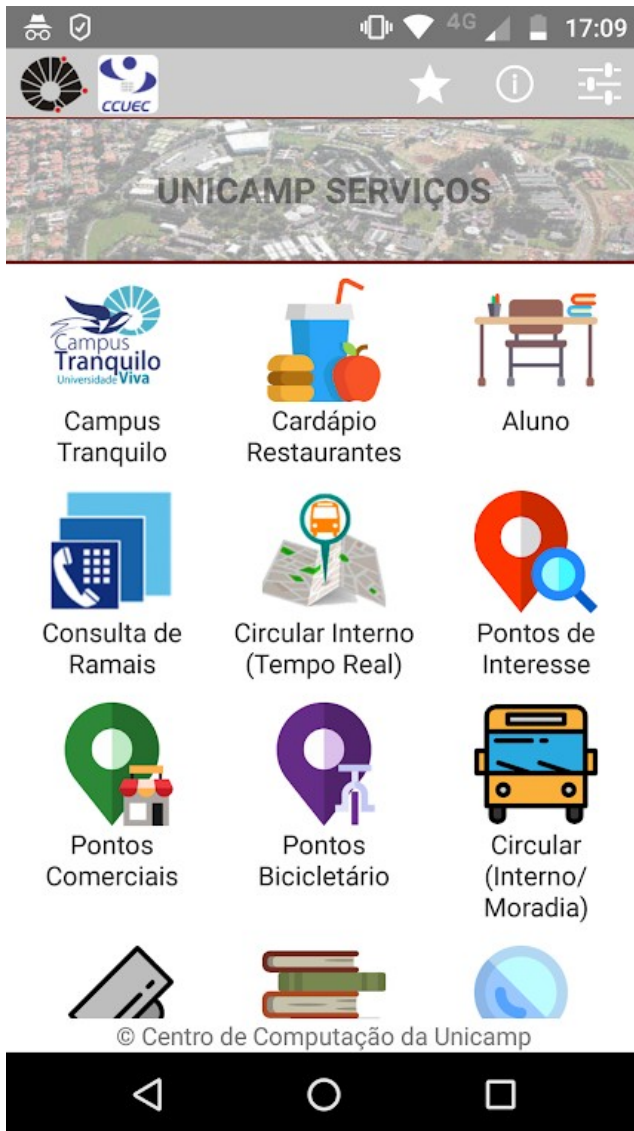 4G 17:09
CCUEC
UNICAMP SERVIÇOS
Campus
Tranquilo
Universidade Viva
Campus
Tranquilo
Cardápio
Restaurantes
Aluno
Consulta de
Ramais
Circular Interno
(Tempo Real)
Pontos de
Interesse
Pontos
Comerciais
Pontos
Bicicletário
Circular
(Interno/
Moradia)
© Centro de Computação da Unicamp